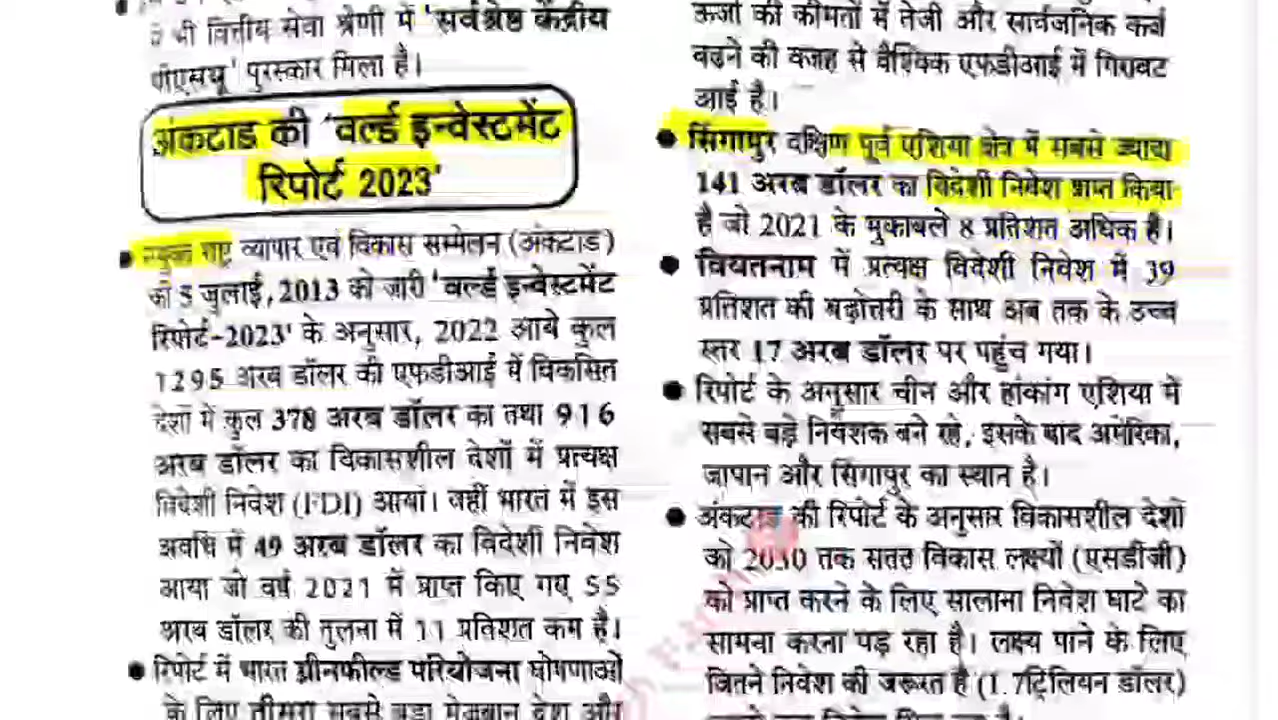 भी वित्तीय सेवा श्रेणी में 'सर्वश्रेष्ठ केंद्रीय
पीएसयू' पुरस्कार मिला है।
अंकटाड की 'वर्ल्ड इन्वेस्टमेंट
रिपोर्ट 2023'
● संयुक्त राष्ट्र व्यापार एवं विकास सम्मेलन (अंकटाड)
की 5 जुलाई, 2013 को जारी 'वर्ल्ड इन्वेस्टमेंट
रिपोर्ट-2023' के अनुसार, 2022 आये कुल
1295 अरब डॉलर की एफडीआई में विकसित
देशों में कुल 378 अरब डॉलर का तथा 916
अरब डॉलर का विकासशील देशों में प्रत्यक्ष
विदेशी निवेश (FDI) आया। जहाँ भारत में इस
अवधि में 49 अरब डॉलर का विदेशी निवेश
आया जो वर्ष 2021 में प्राप्त किए गए 55
अरब डॉलर की तुलना में 11 प्रतिशत कम है।
● रिपोर्ट में भारत ग्रीनफील्ड परियोजना घोषणाओं
के लिए तीसरा सबसे बड़ा मेजबान देश और
ऊर्जा की कीमतों में तेजी और सार्वजनिक कर्ज
बढ़ने की वजह से वैश्विक एफडीआई में गिरावट
आई है।
● सिंगापुर दक्षिण पूर्व एशिया क्षेत्र में सबसे ज्यादा
141 अरब डॉलर का विदेशी निवेश प्राप्त किया
है जो 2021 के मुकाबले 8 प्रतिशत अधिक है।
● वियतनाम में प्रत्यक्ष विदेशी निवेश में 39
प्रतिशत की बढ़ोत्तरी के साथ अब तक के उच्च
स्तर 17 अरब डॉलर पर पहुंच गया।
● रिपोर्ट के अनुसार चीन और हांकांग एशिया में
सबसे बड़े निवेशक बने रहे, इसके बाद अमेरिका,
जापान और सिंगापुर का स्थान है।
● अंकटाड की रिपोर्ट के अनुसार विकासशील देशों
को 2030 तक सतत विकास लक्ष्यों (एसडीजी)
को प्राप्त करने के लिए सालाना निवेश घाटे का
सामना करना पड़ रहा है। लक्ष्य पाने के लिए
जितने निवेश की जरूरत है (1.7ट्रिलियन डॉलर)